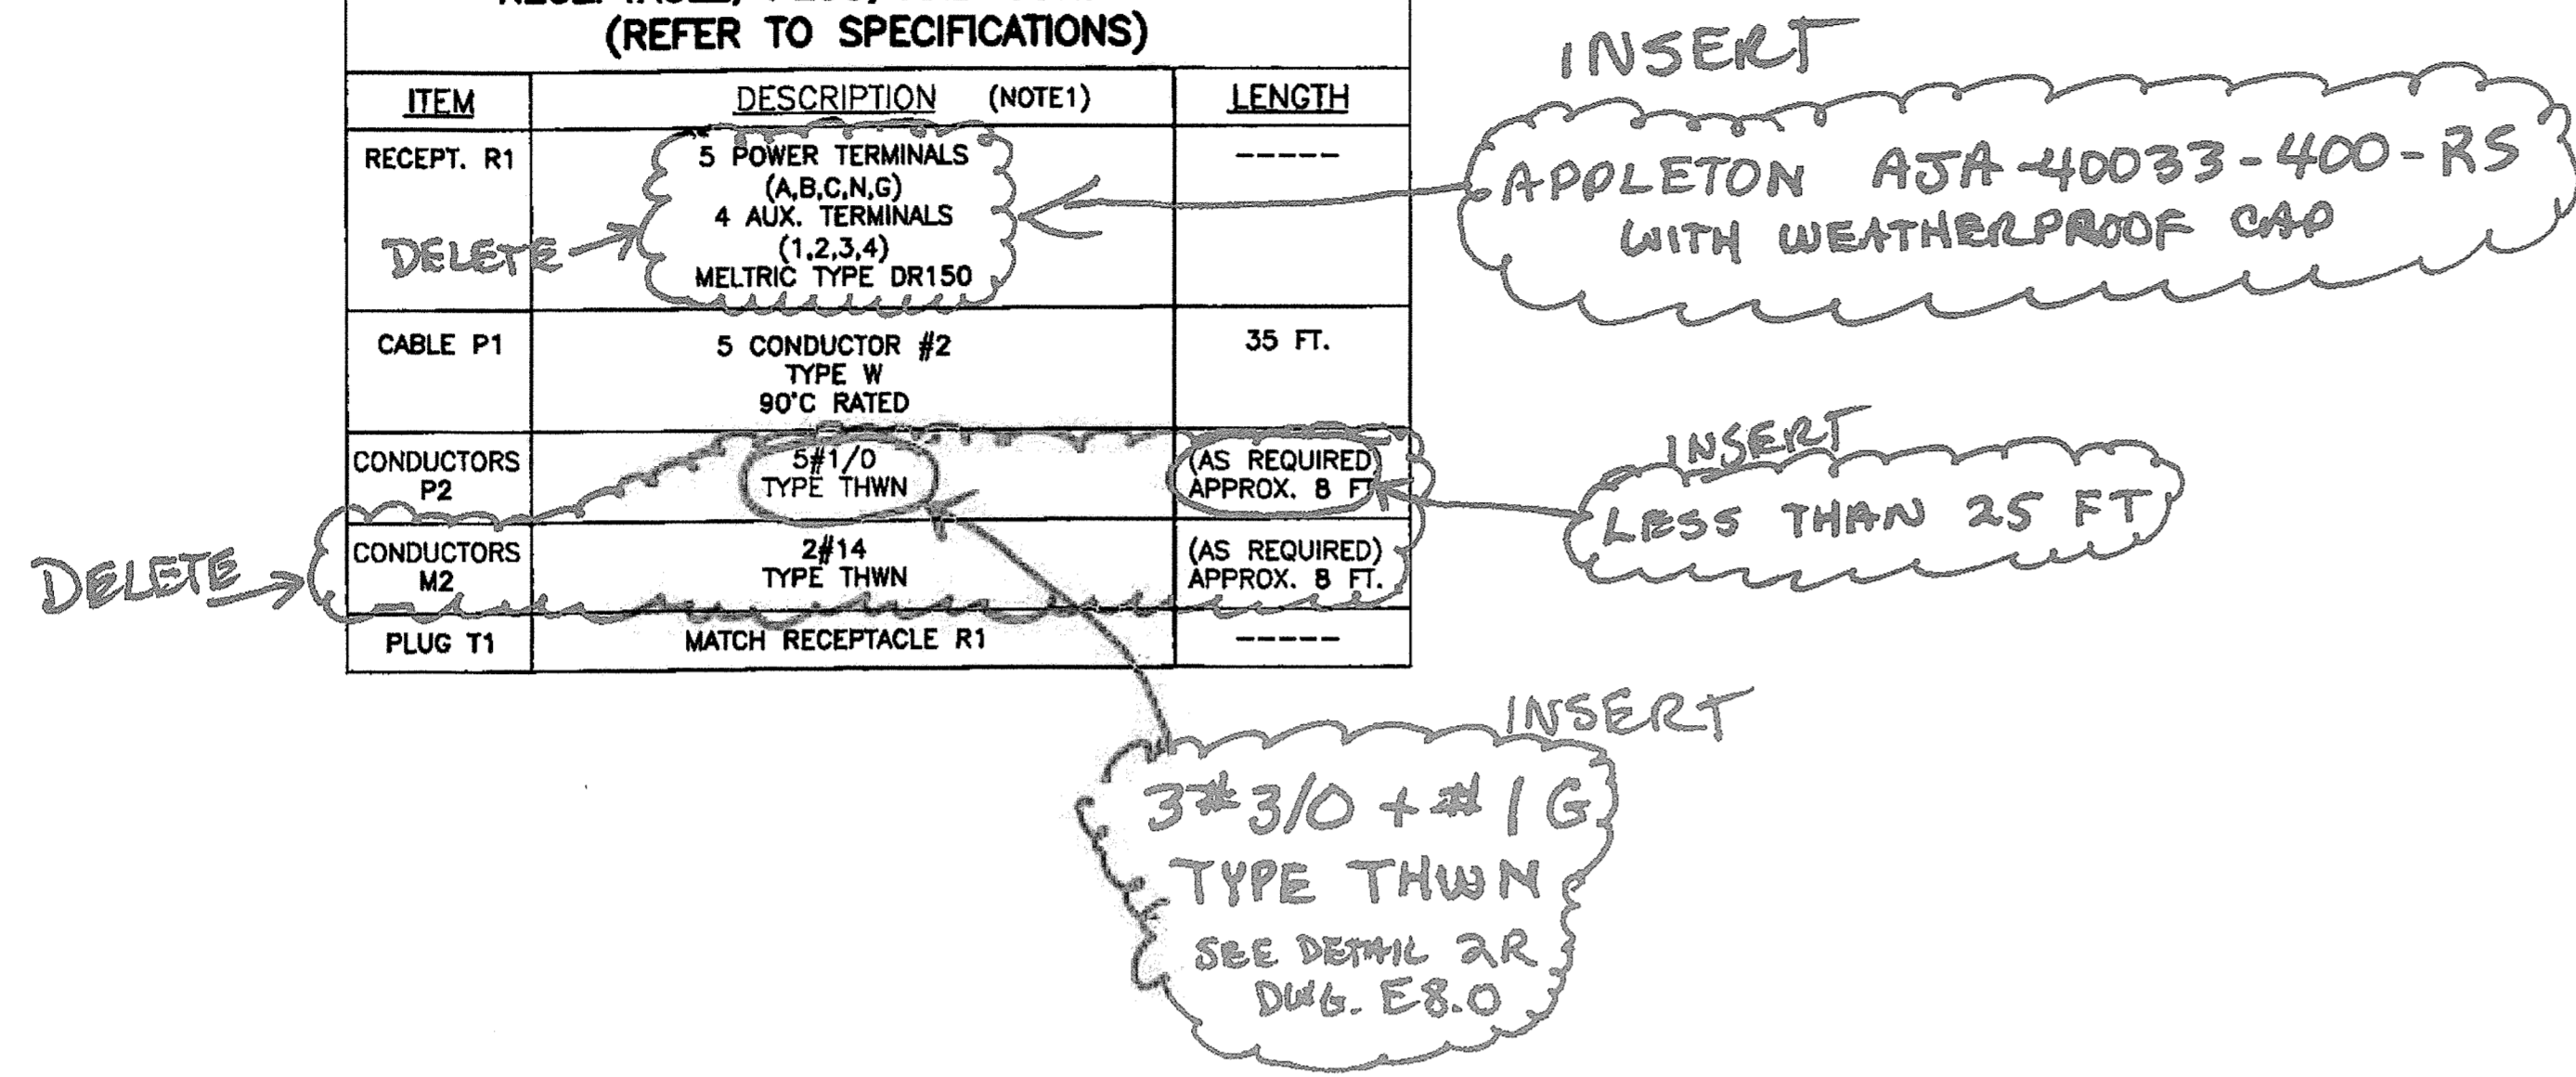 (REFER TO SPECIFICATIONS)
ITEM DESCRIPTION (NOTE1) LENGTH
RECEPT. R1
5 POWER TERMINALS
(A,B,C,N,G)
4 AUX. TERMINALS
(1,2,3,4)
MELTRIC TYPE DR150
-----
DELETE
INSERT
APPLETON AJA-40033-400-RS
WITH WEATHERPROOF CAP
CABLE P1
5 CONDUCTOR #2
TYPE W
90°C RATED
35 FT.
CONDUCTORS
P2
5#1/0
TYPE THWN
(AS REQUIRED)
APPROX. 8 FT
INSERT
LESS THAN 25 FT
DELETE
CONDUCTORS
M2
2#14
TYPE THWN
(AS REQUIRED)
APPROX. 8 FT.
PLUG T1
MATCH RECEPTACLE R1
-----
INSERT
3#3/0 + #1 G
TYPE THWN
SEE DETAIL 2R
DWG. E8.0